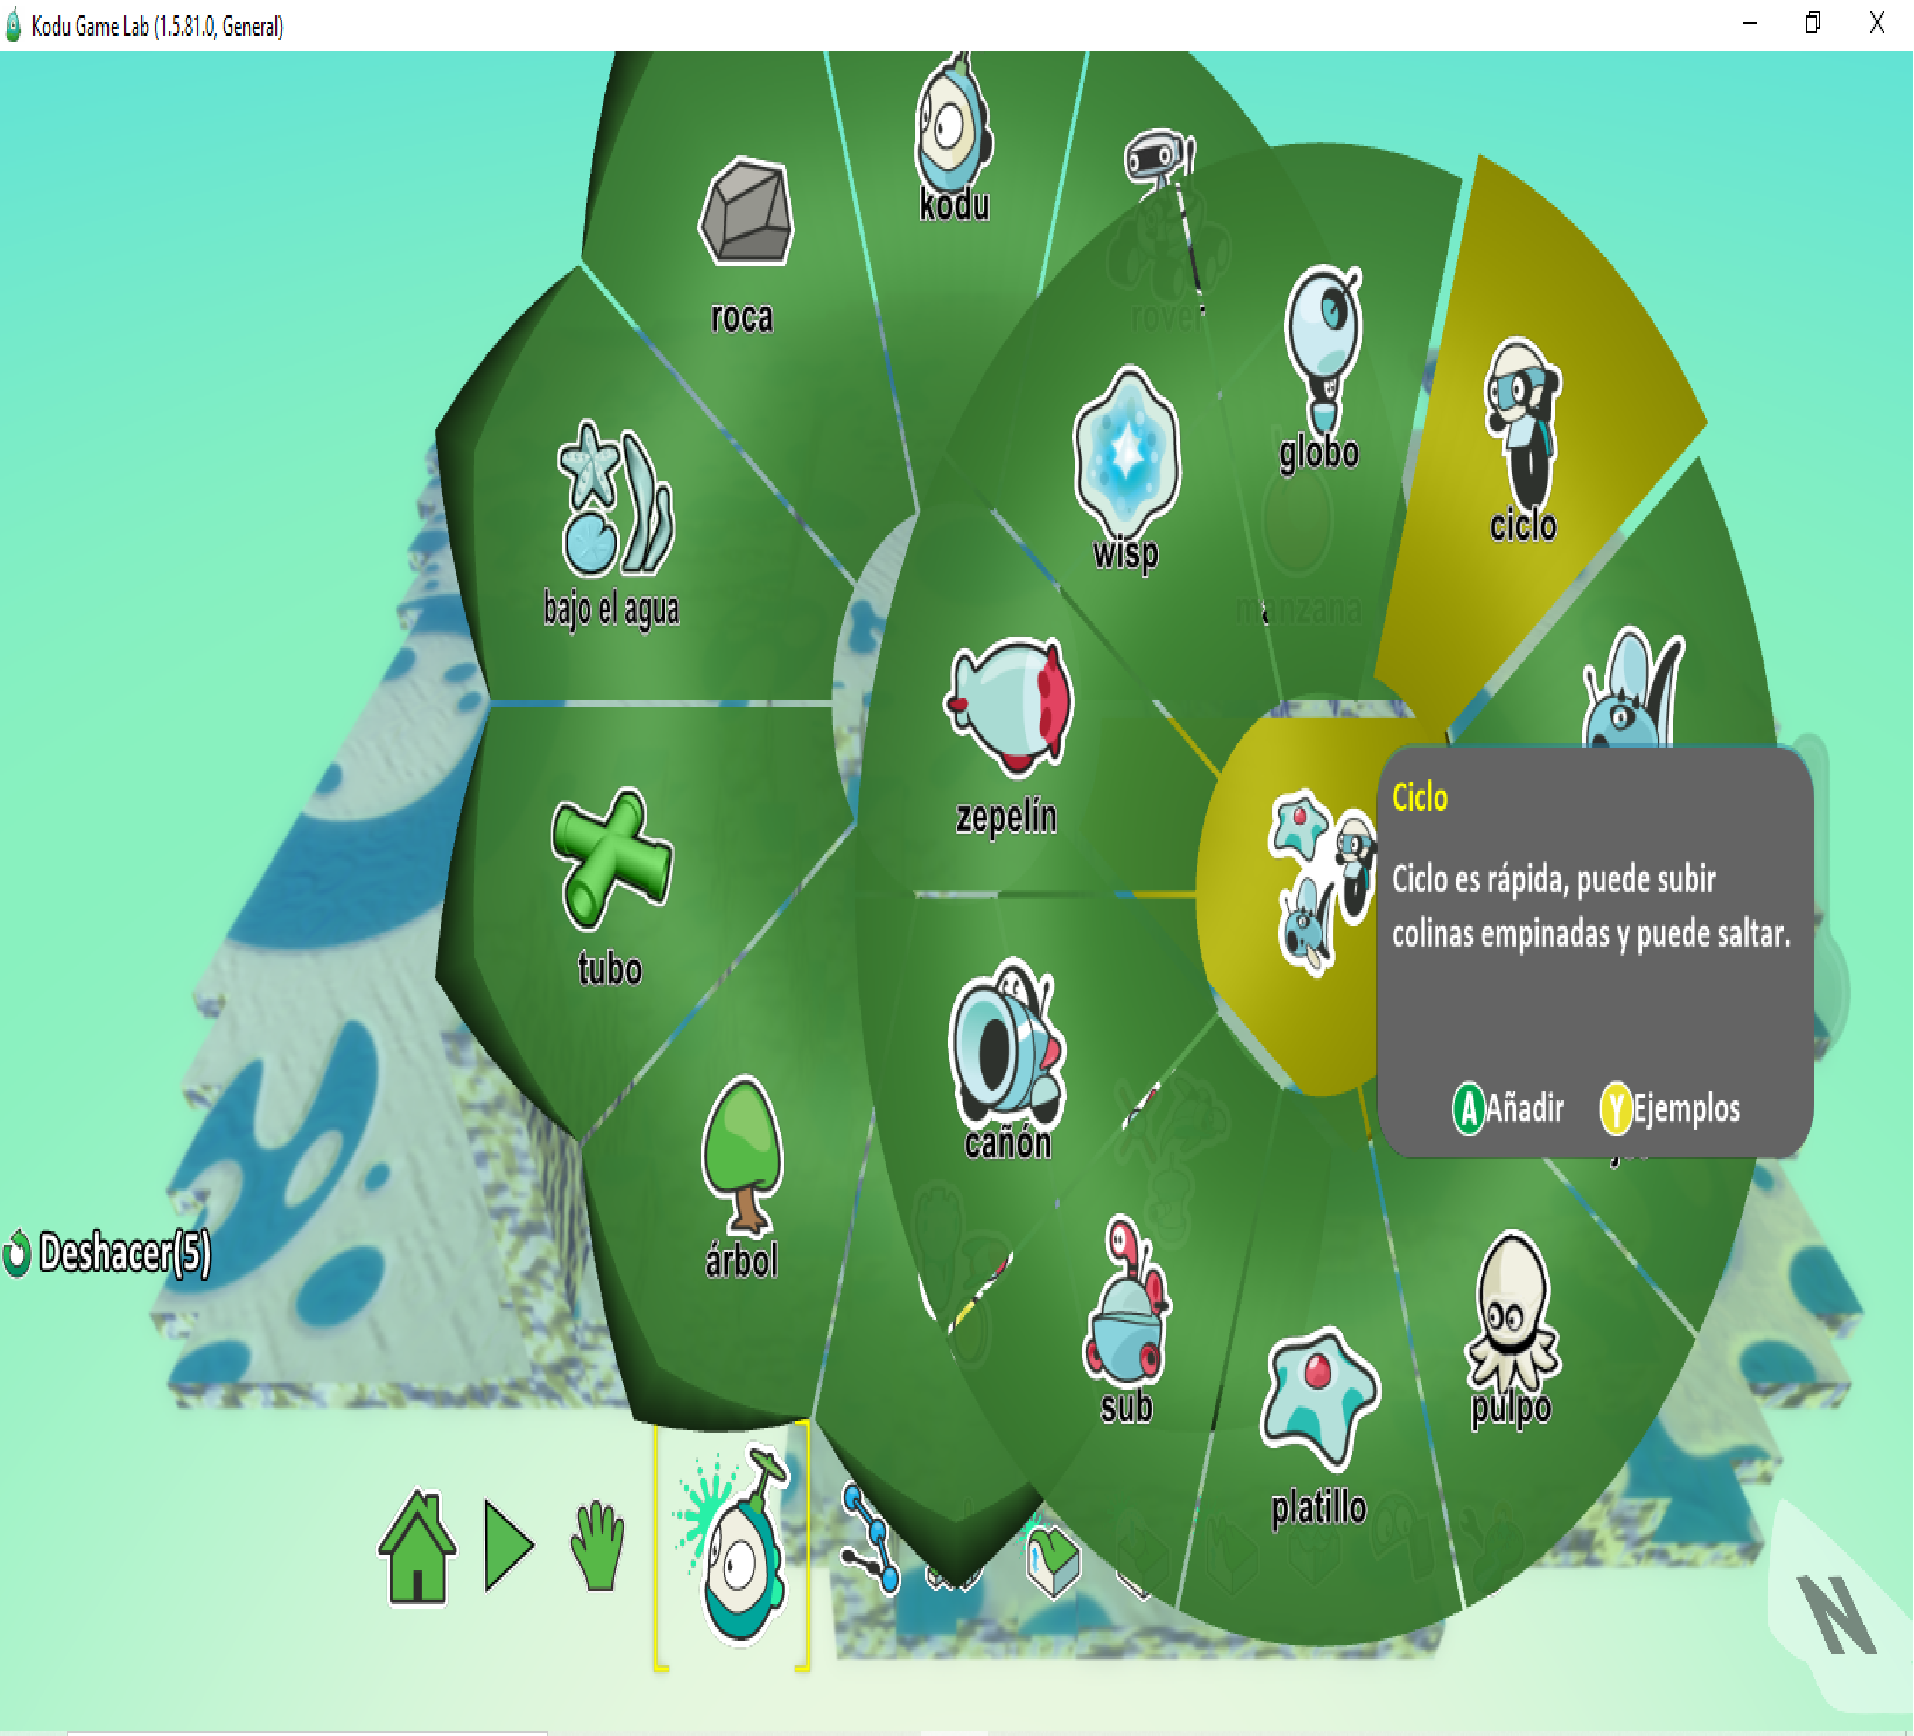 Kodu Game Lab (1.5.81.0, General)
kodu
roca
rover
globo
wisp
ciclo
bajo el agua
manzana
zepelín
Ciclo
Ciclo es rápida, puede subir
colinas empinadas y puede saltar.
A Añadir Y Ejemplos
tubo
cañón
árbol
Deshacer(5)
sub
pulpo
platillo
N